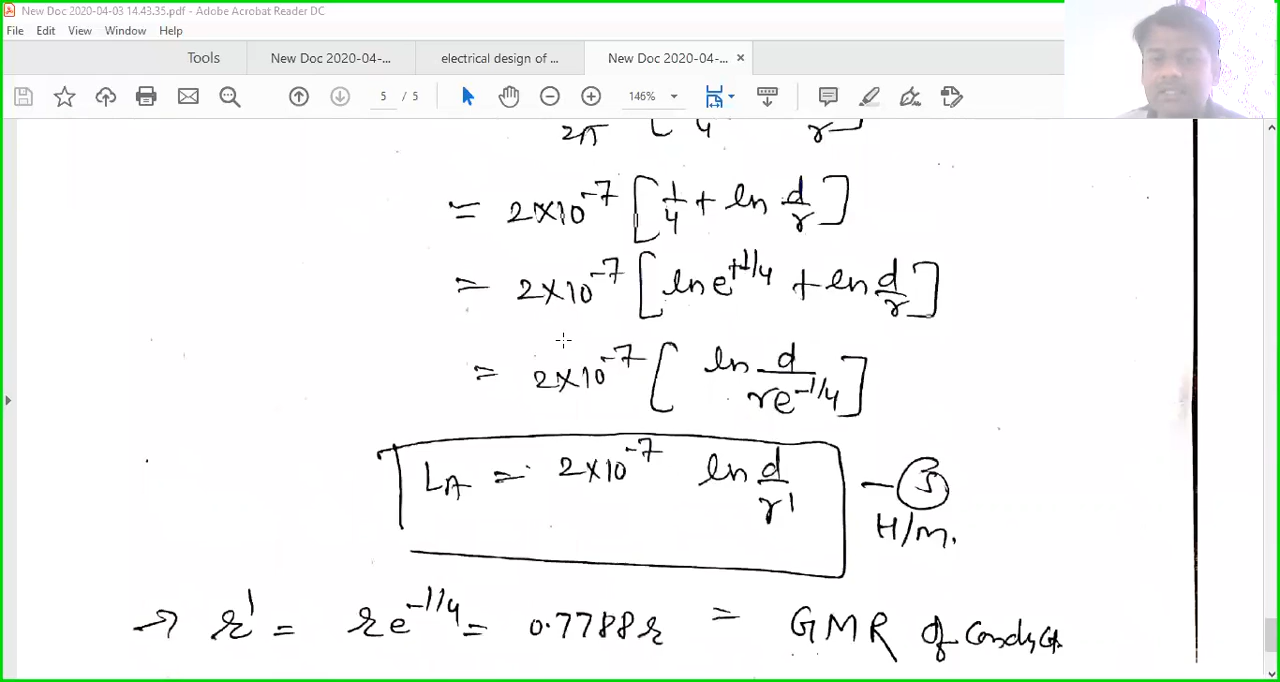 New Doc 2020-04-03 14.43.35.pdf - Adobe Acrobat Reader DC
File Edit View Window Help
Tools New Doc 2020-04-... electrical design of ... New Doc 2020-04-... ×
5 / 5 146%
2π [ 4 r ]
= 2×10^-7 [ 1/4 + ln d/r ]
= 2×10^-7 [ ln e^+1/4 + ln d/r ]
= 2×10^-7 [ ln d/re^-1/4 ]
L_A = 2×10^-7 ln d/r' — 3
H/m.
→ r' = re^-1/4 = 0.7788r = GMR of